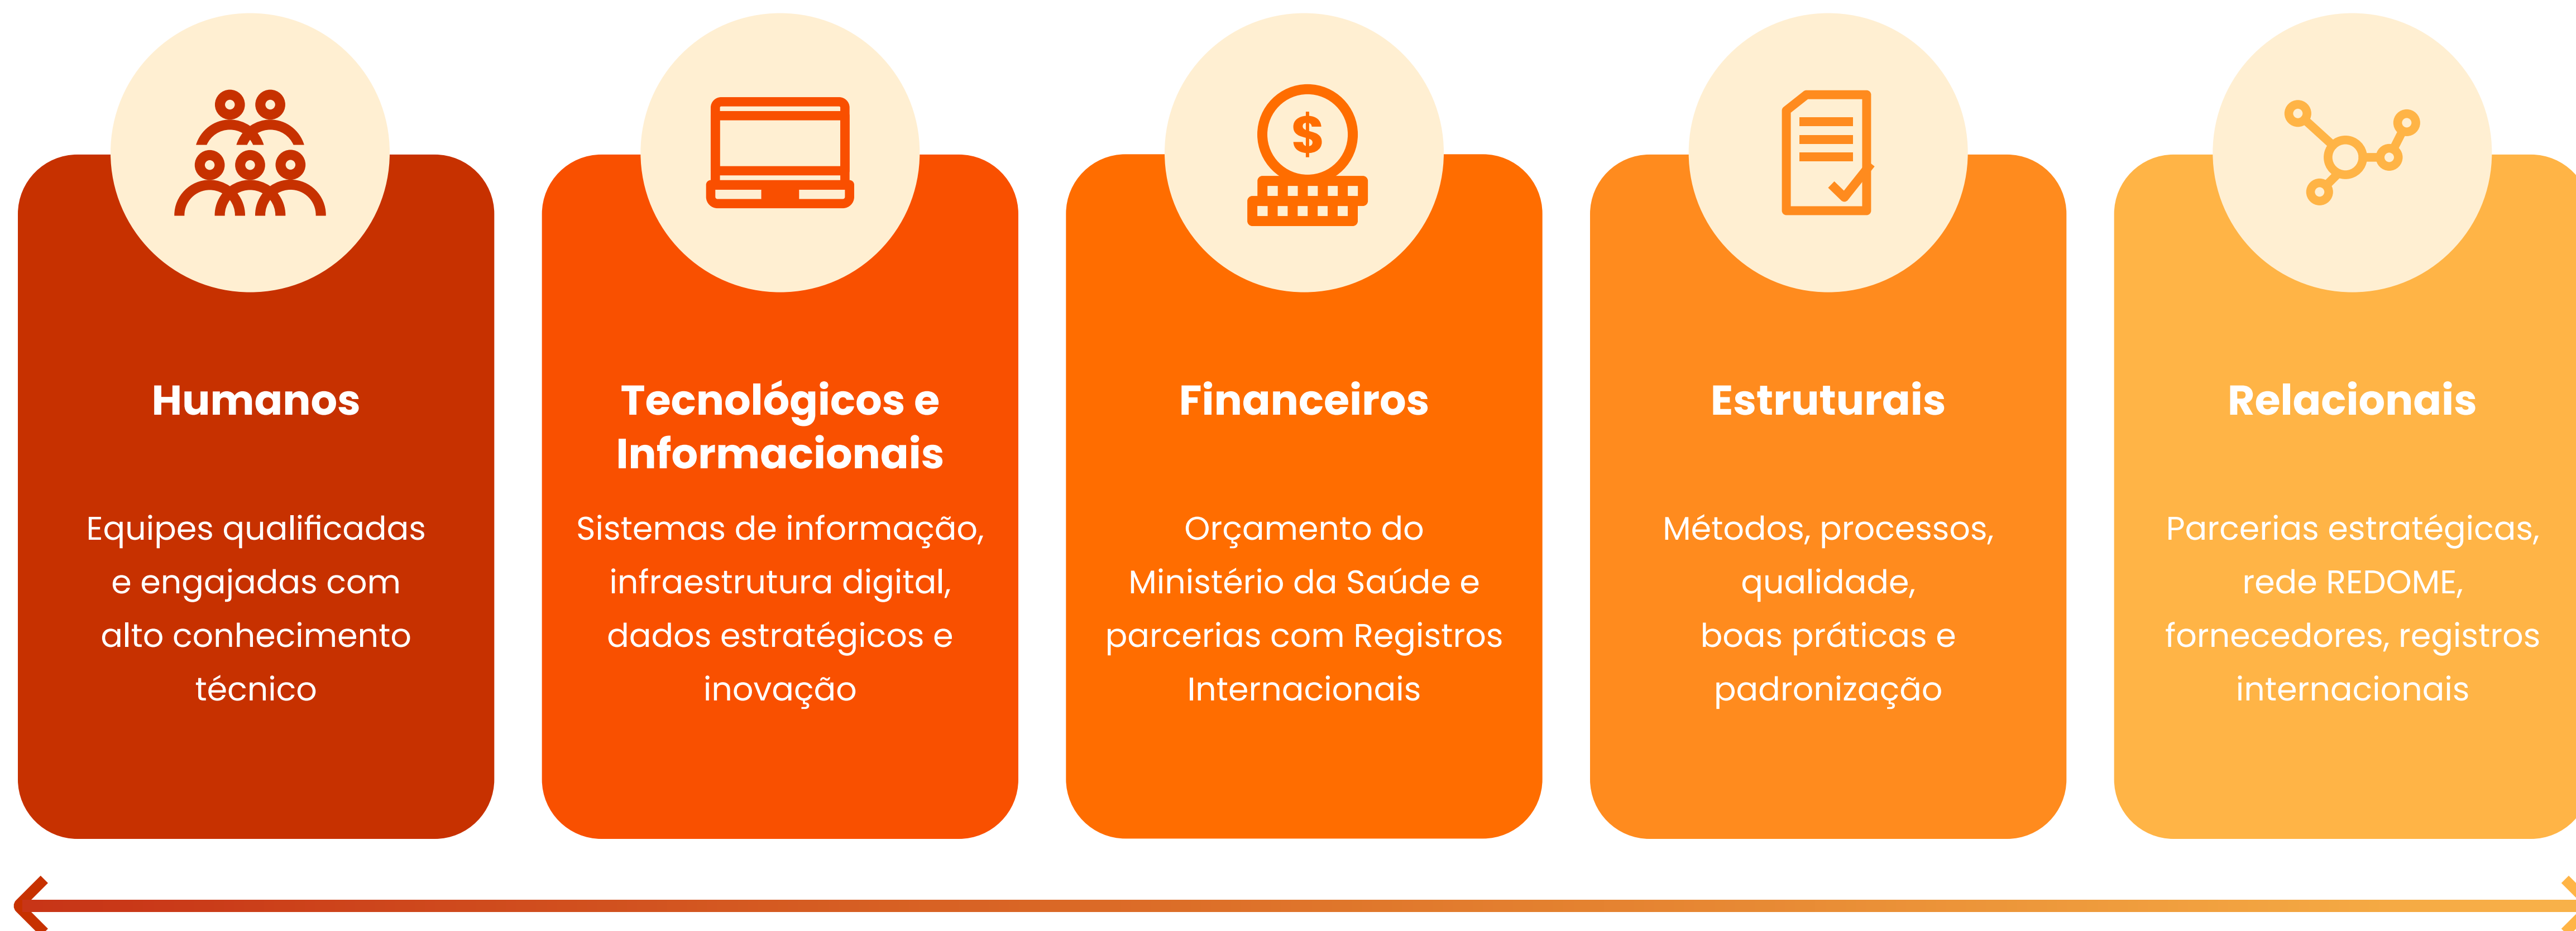 $
Humanos
Equipes qualificadas
e engajadas com
alto conhecimento
técnico
Tecnológicos e
Informacionais
Sistemas de informação,
infraestrutura digital,
dados estratégicos e
inovação
Financeiros
Orçamento do
Ministério da Saúde e
parcerias com Registros
Internacionais
Estruturais
Métodos, processos,
qualidade,
boas práticas e
padronização
Relacionais
Parcerias estratégicas,
rede REDOME,
fornecedores, registros
internacionais